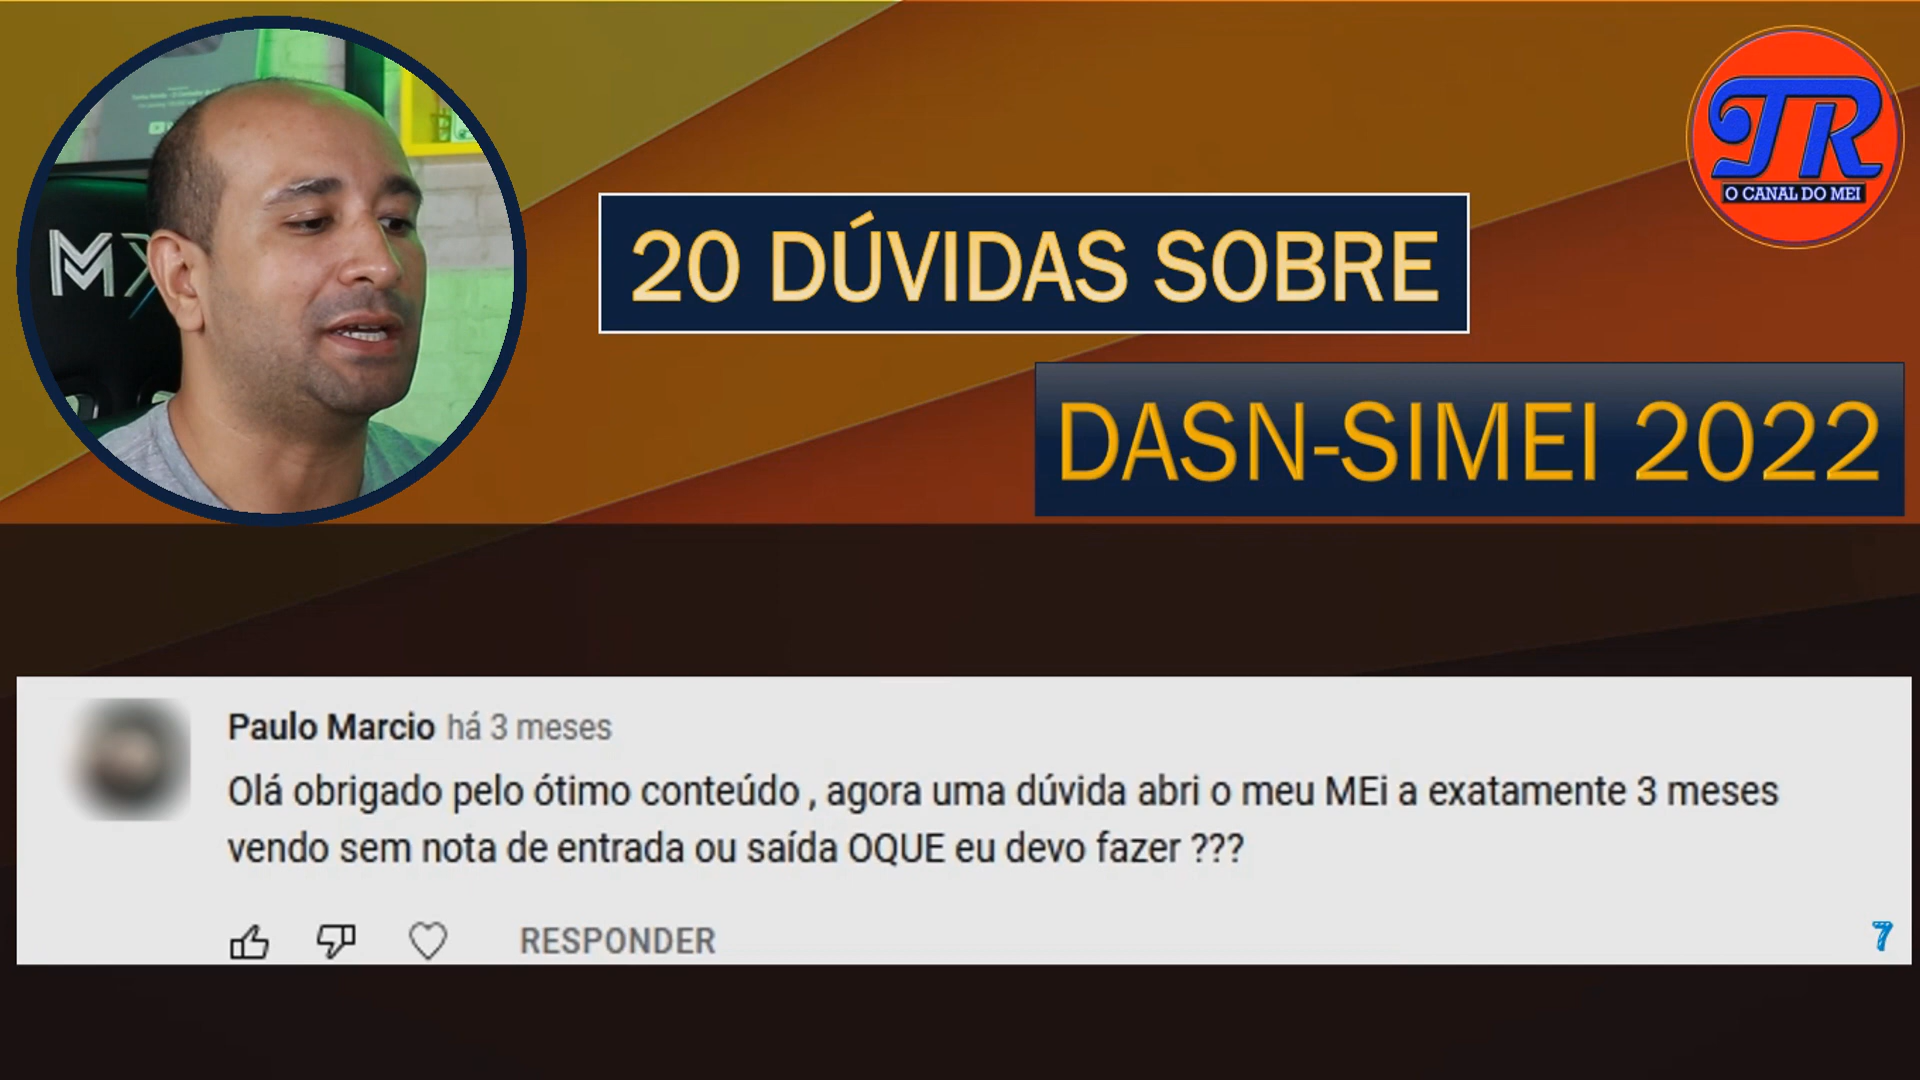 TR
O CANAL DO MEI
20 DÚVIDAS SOBRE
DASN-SIMEI 2022
Paulo Marcio há 3 meses
Olá obrigado pelo ótimo conteúdo , agora uma dúvida abri o meu MEi a exatamente 3 meses
vendo sem nota de entrada ou saída OQUE eu devo fazer ???
RESPONDER
7